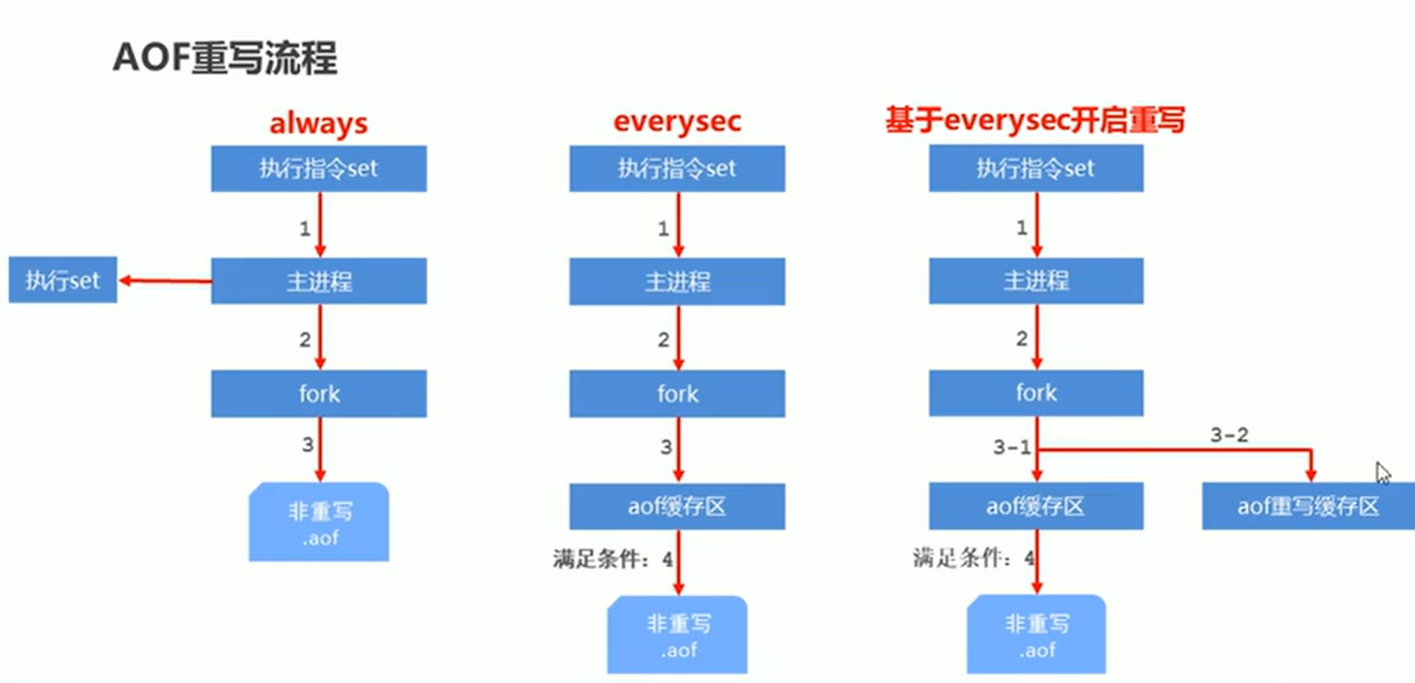 AOF重写流程
always
执行指令set
1
执行set
主进程
2
fork
3
非重写
.aof
everysec
执行指令set
1
主进程
2
fork
3
aof缓存区
满足条件：4
非重写
.aof
基于everysec开启重写
执行指令set
1
主进程
2
fork
3-1
3-2
aof缓存区
aof重写缓存区
满足条件：4
非重写
.aof